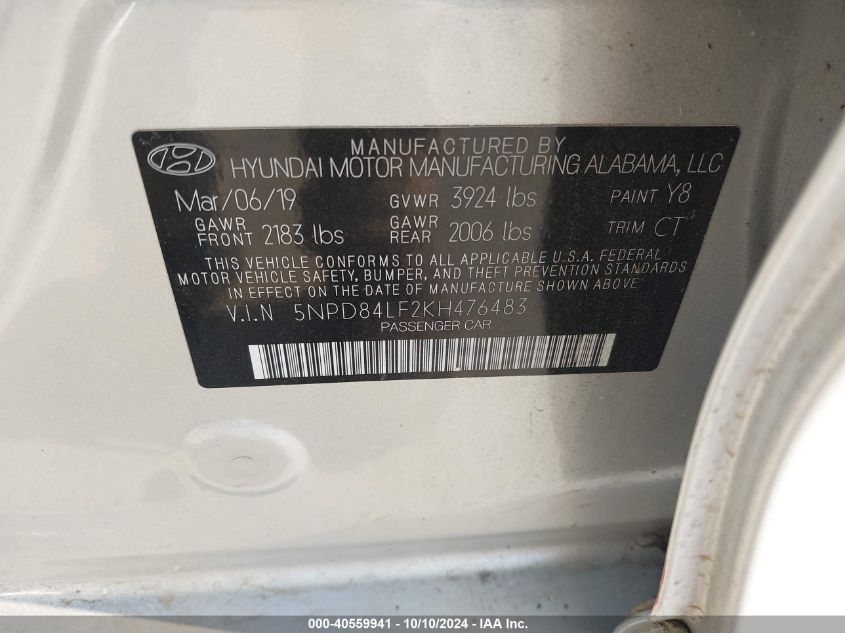 MANUFACTURED BY
HYUNDAI MOTOR MANUFACTURING ALABAMA, LLC
Mar/06/19 GVWR 3924 lbs PAINT Y8
GAWR FRONT 2183 lbs GAWR REAR 2006 lbs TRIM CT
THIS VEHICLE CONFORMS TO ALL APPLICABLE U.S.A. FEDERAL
MOTOR VEHICLE SAFETY, BUMPER, AND THEFT PREVENTION STANDARDS
IN EFFECT ON THE DATE OF MANUFACTURE SHOWN ABOVE
V.I.N 5NPD84LF2KH476483
PASSENGER CAR
000-40559941 - 10/10/2024 - IAA Inc.